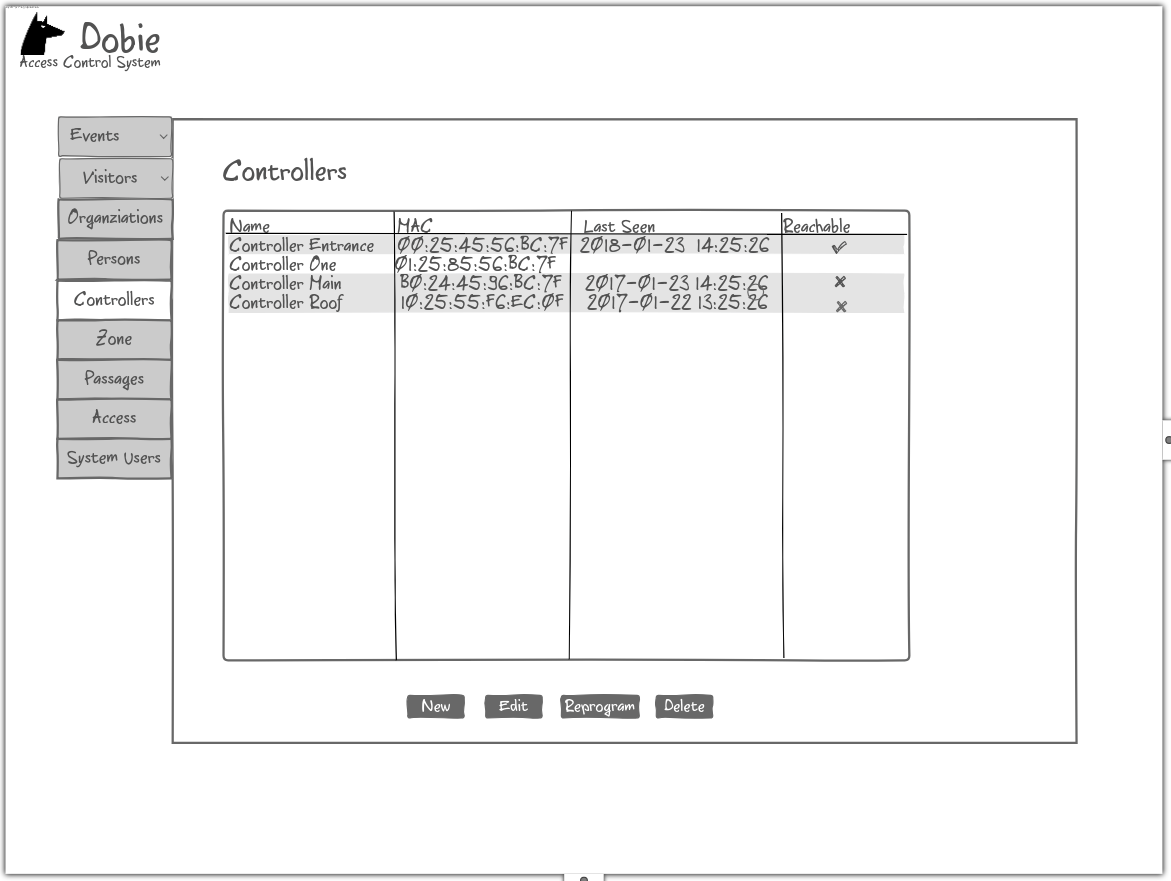 Dobie
Access Control System
Events
Visitors
Organziations
Persons
Controllers
Zone
Passages
Access
System Users
Controllers
Name MAC Last Seen Reachable
Controller Entrance 00:25:45:56:BC:7F 2018-01-23 14:25:26
Controller One 01:25:85:56:BC:7F
Controller Main B0:24:45:96:BC:7F 2017-01-23 14:25:26
Controller Roof 10:25:55:F6:EC:0F 2017-01-22 13:25:26
New Edit Reprogram Delete